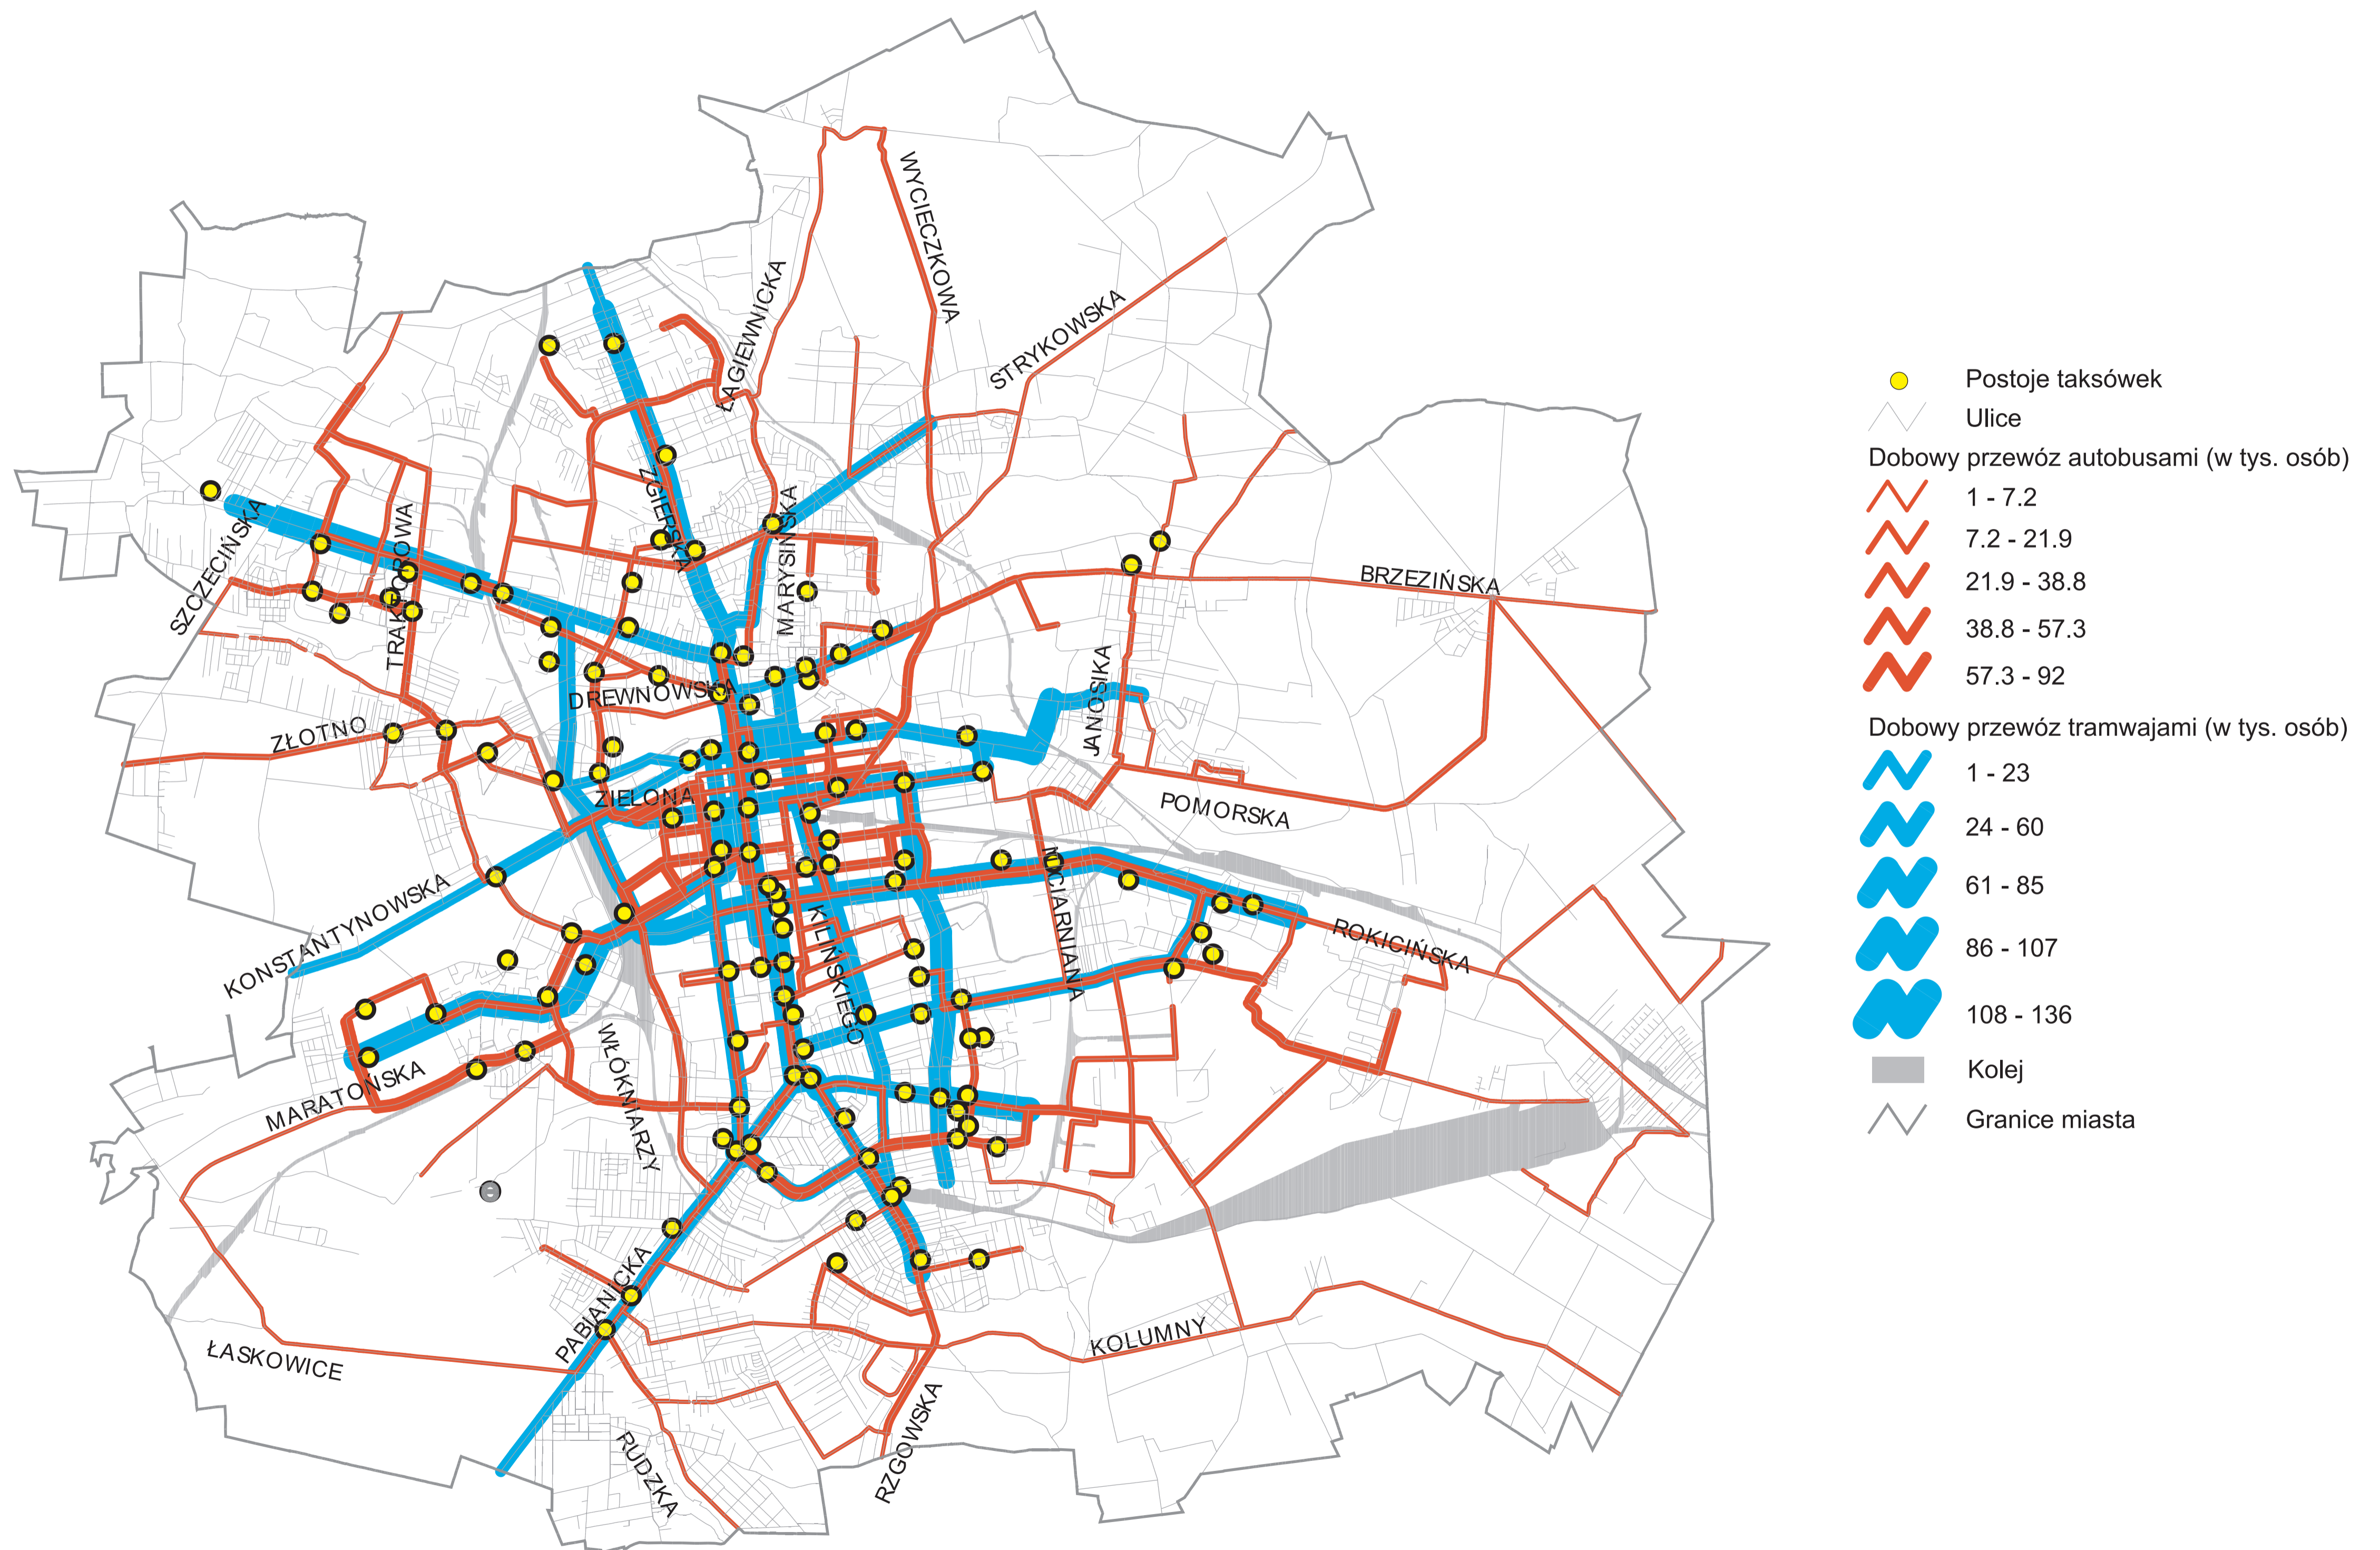 WYCIECZKOWA
ŁAGIEWNICKA
STRYKOWSKA
ZGIERSKA
MARYSIŃSKA
SZCZECIŃSKA
TRAKTOROWA
BRZEZIŃSKA
JANOSIKA
DREWNOWSKA
ZŁOTNO
ZIELONA
POMORSKA
KONSTANTYNOWSKA
KILIŃSKIEGO
NICIARNIANA
ROKICIŃSKA
MARATOŃSKA
WŁÓKNIARZY
PABIANICKA
ŁASKOWICE
KOLUMNY
RZGOWSKA
RUDZKA
Postoje taksówek
Ulice
Dobowy przewóz autobusami (w tys. osób)
1 - 7.2
7.2 - 21.9
21.9 - 38.8
38.8 - 57.3
57.3 - 92
Dobowy przewóz tramwajami (w tys. osób)
1 - 23
24 - 60
61 - 85
86 - 107
108 - 136
Kolej
Granice miasta